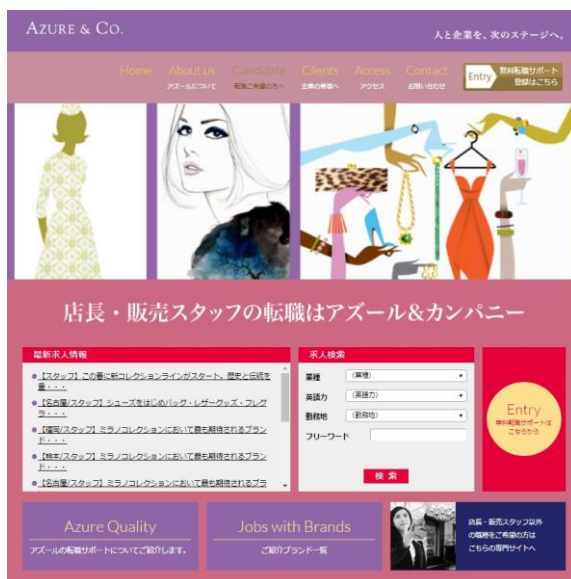 AZURE & CO.
人と企業を、次のステージへ。
Home
About us
Candidate
Clients
Access
Contact
アズールについて
転職ご希望の方へ
企業の皆様へ
アクセス
お問い合わせ
Entry
無料転職サポート
登録はこちら
店長・販売スタッフの転職はアズール&カンパニー
最新求人情報
【スタッフ】この春に新コレクションラインがスタート。歴史と伝統を
重・・・
【名古屋/スタッフ】シューズをはじめバッグ・レザーグッズ・フレグ
ラ・・・
【福岡/スタッフ】ミラノコレクションにおいて最も期待されるブラン
ド・・・
【熊本/スタッフ】ミラノコレクションにおいて最も期待されるブラン
ド・・・
【名古屋/スタッフ】ミラノコレクションにおいて最も期待されるブラ
求人検索
業種
(業種)
英語力
(英語力)
勤務地
(勤務地)
フリーワード
検 索
Entry
無料転職サポートは
こちらから
Azure Quality
アズールの転職サポートについてご紹介します。
Jobs with Brands
ご紹介ブランド一覧
店長・販売スタッフ以外
の職種をご希望の方は
こちらの専門サイトへ